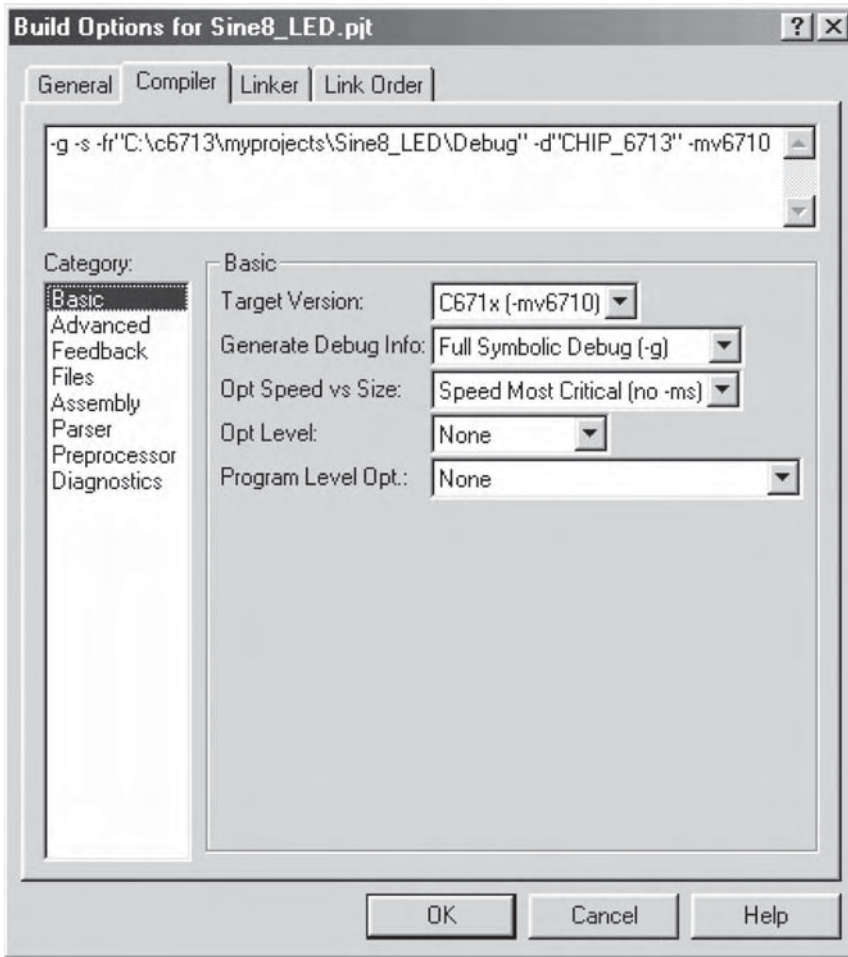 Build Options for Sine8_LED.pjt
? ×
General Compiler Linker Link Order
-g -s -fr"C:\c6713\myprojects\Sine8_LED\Debug" -d"CHIP_6713" -mv6710
Category:
Basic
Advanced
Feedback
Files
Assembly
Parser
Preprocessor
Diagnostics
Basic
Target Version: C671x (-mv6710)
Generate Debug Info: Full Symbolic Debug (-g)
Opt Speed vs Size: Speed Most Critical (no -ms)
Opt Level: None
Program Level Opt.: None
OK Cancel Help